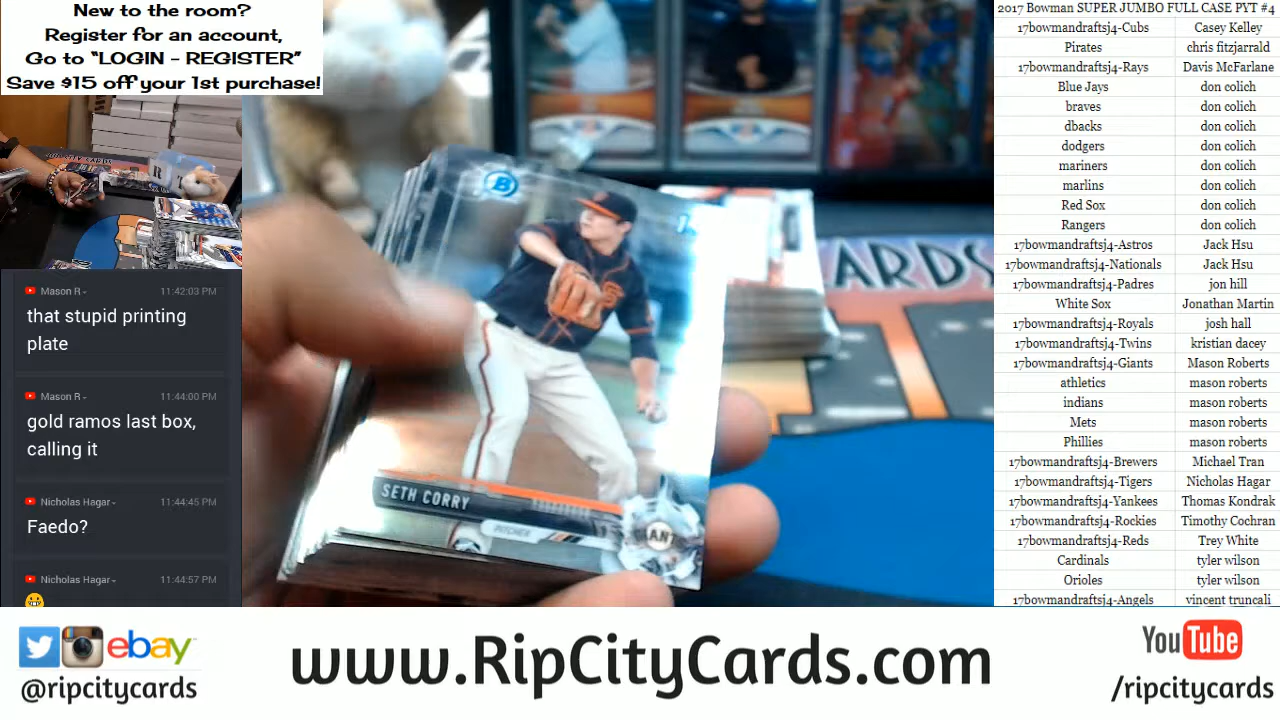 New to the room?
Register for an account,
Go to “LOGIN - REGISTER”
Save $15 off your 1st purchase!
Mason R
11:42:03 PM
that stupid printing
plate
Mason R
11:44:00 PM
gold ramos last box,
calling it
Nicholas Hagar
11:44:45 PM
Faedo?
Nicholas Hagar
11:44:57 PM
B
SETH CORRY
PITCHER
GIANTS
CARDS
2017 Bowman SUPER JUMBO FULL CASE PYT #4
17bowmandraftsj4-Cubs Casey Kelley
Pirates chris fitzjarrald
17bowmandraftsj4-Rays Davis McFarlane
Blue Jays don colich
braves don colich
dbacks don colich
dodgers don colich
mariners don colich
marlins don colich
Red Sox don colich
Rangers don colich
17bowmandraftsj4-Astros Jack Hsu
17bowmandraftsj4-Nationals Jack Hsu
17bowmandraftsj4-Padres jon hill
White Sox Jonathan Martin
17bowmandraftsj4-Royals josh hall
17bowmandraftsj4-Twins kristian dacey
17bowmandraftsj4-Giants Mason Roberts
athletics mason roberts
indians mason roberts
Mets mason roberts
Phillies mason roberts
17bowmandraftsj4-Brewers Michael Tran
17bowmandraftsj4-Tigers Nicholas Hagar
17bowmandraftsj4-Yankees Thomas Kondrak
17bowmandraftsj4-Rockies Timothy Cochran
17bowmandraftsj4-Reds Trey White
Cardinals tyler wilson
Orioles tyler wilson
17bowmandraftsj4-Angels vincent truncali
ebay
@ripcitycards
www.RipCityCards.com
YouTube
/ripcitycards